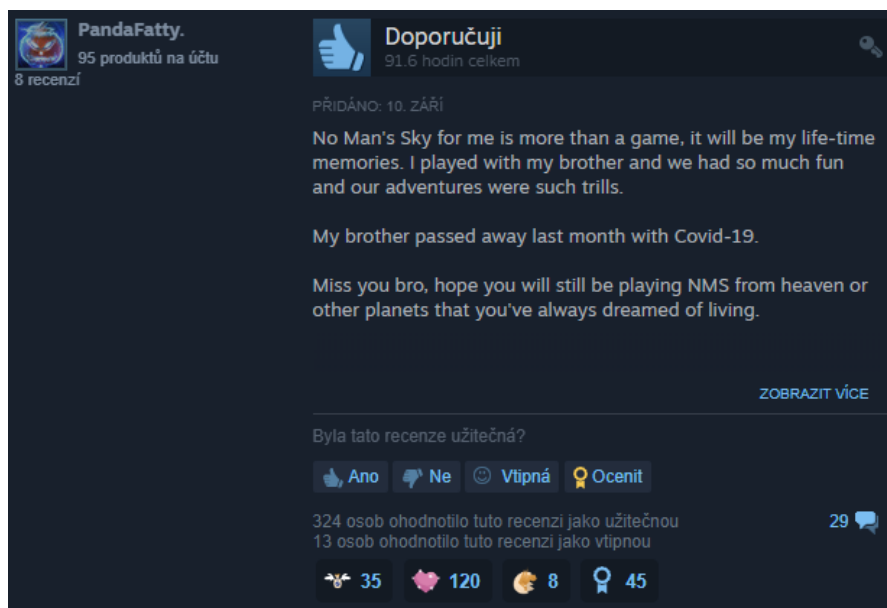 PandaFatty.
95 produktů na účtu
8 recenzí
Doporučuji
91.6 hodin celkem
PŘIDÁNO: 10. ZÁŘÍ
No Man's Sky for me is more than a game, it will be my life-time
memories. I played with my brother and we had so much fun
and our adventures were such trills.
My brother passed away last month with Covid-19.
Miss you bro, hope you will still be playing NMS from heaven or
other planets that you've always dreamed of living.
ZOBRAZIT VÍCE
Byla tato recenze užitečná?
Ano Ne Vtipná Ocenit
324 osob ohodnotilo tuto recenzi jako užitečnou
29
13 osob ohodnotilo tuto recenzi jako vtipnou
35 120 8 45